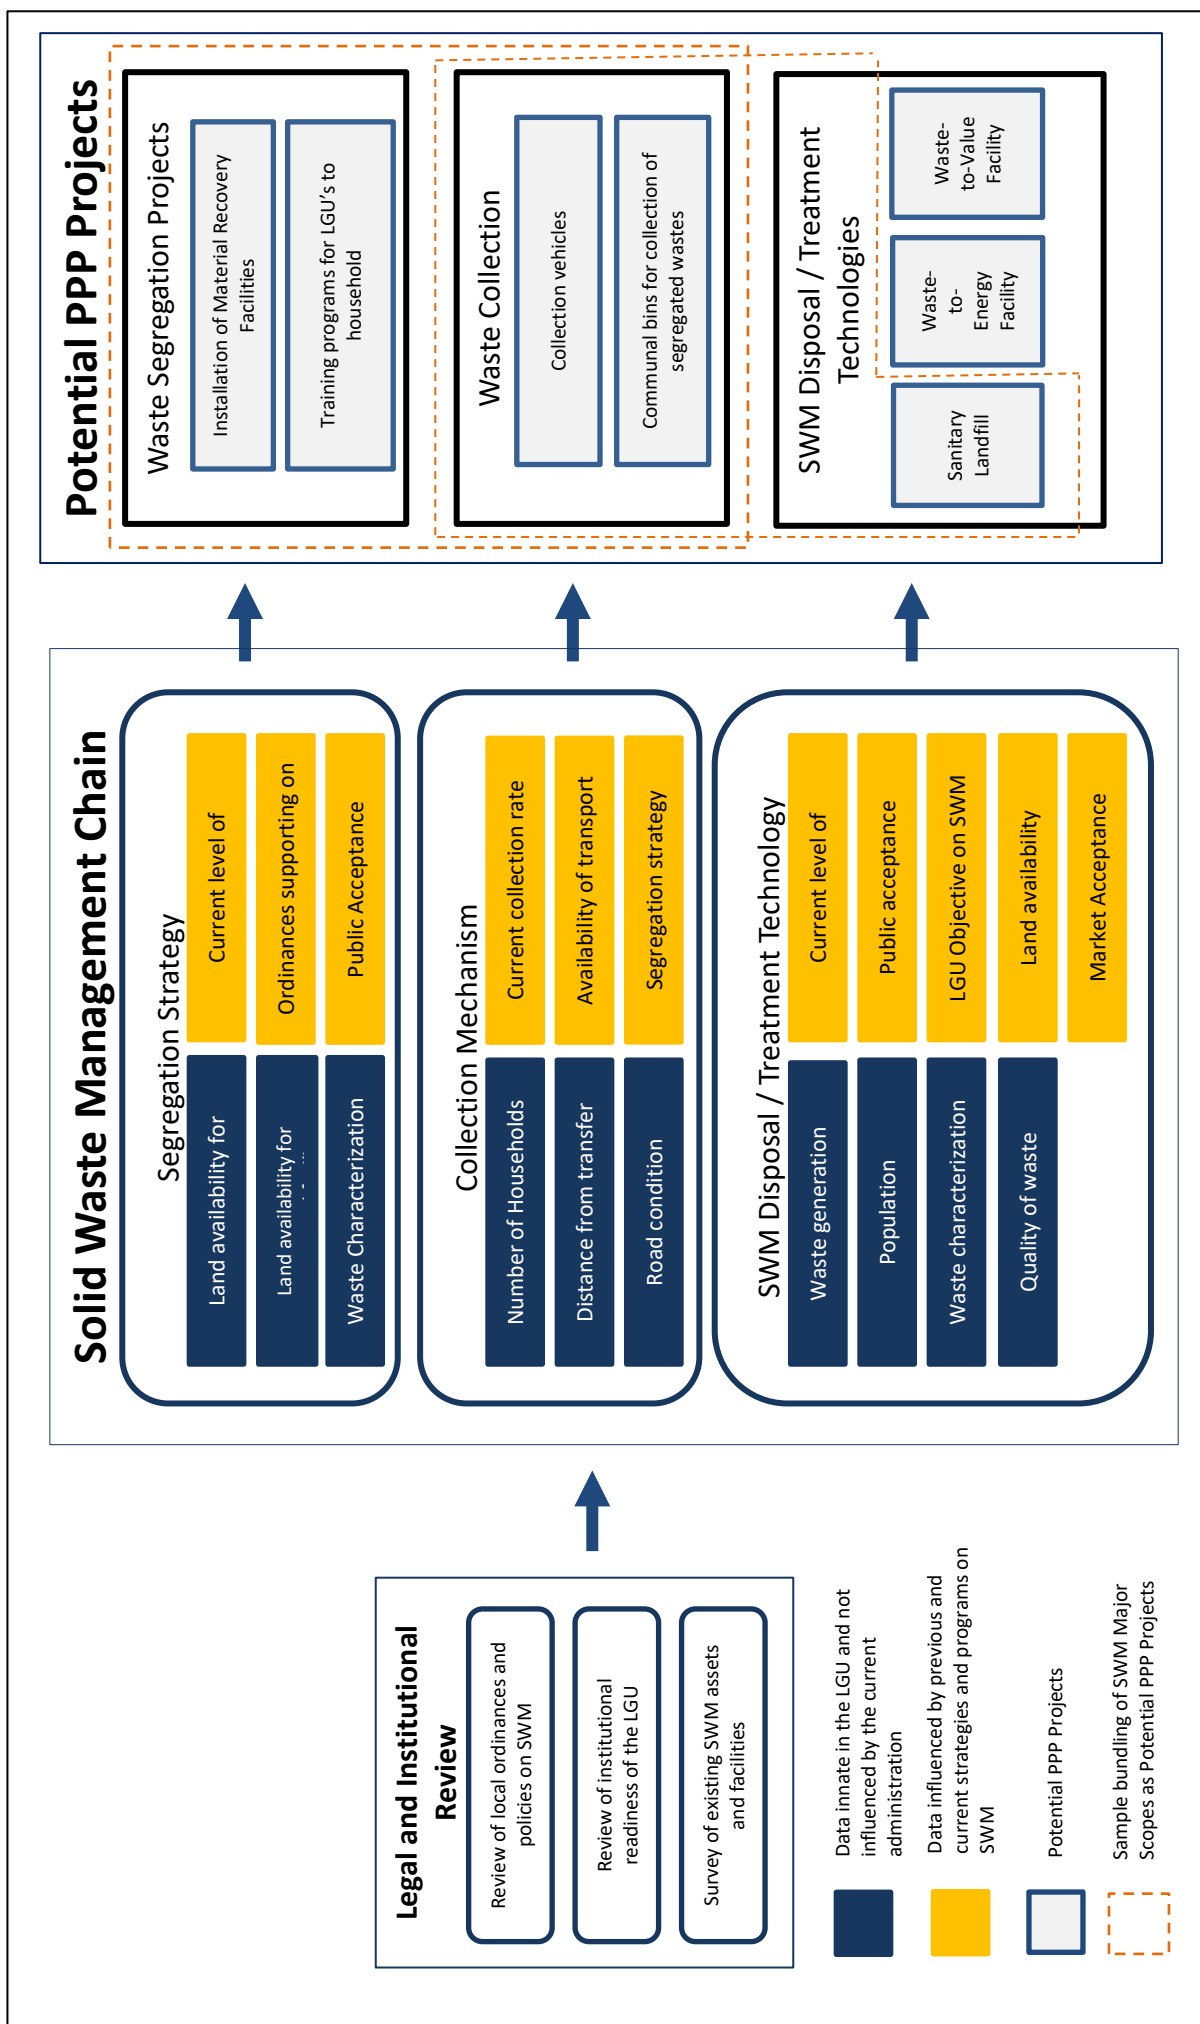 Legal and Institutional
Review
Review of local ordinances and
policies on SWM
Review of institutional
readiness of the LGU
Survey of existing SWM assets
and facilities
Data innate in the LGU and not
influenced by the current
administration
Data influenced by previous and
current strategies and programs on
SWM
Potential PPP Projects
Sample bundling of SWM Major
Scopes as Potential PPP Projects
Solid Waste Management Chain
Segregation Strategy
Land availability for
Current level of
Land availability for
Ordinances supporting on
Waste Characterization
Public Acceptance
Collection Mechanism
Number of Households
Current collection rate
Distance from transfer
Availability of transport
Road condition
Segregation strategy
SWM Disposal / Treatment Technology
Waste generation
Current level of
Population
Public acceptance
Waste characterization
LGU Objective on SWM
Quality of waste
Land availability
Market Acceptance
Potential PPP Projects
Waste Segregation Projects
Installation of Material Recovery
Facilities
Training programs for LGU's to
household
Waste Collection
Collection vehicles
Communal bins for collection of
segregated wastes
SWM Disposal / Treatment
Technologies
Sanitary
Landfill
Waste-
to-
Energy
Facility
Waste-
to-Value
Facility